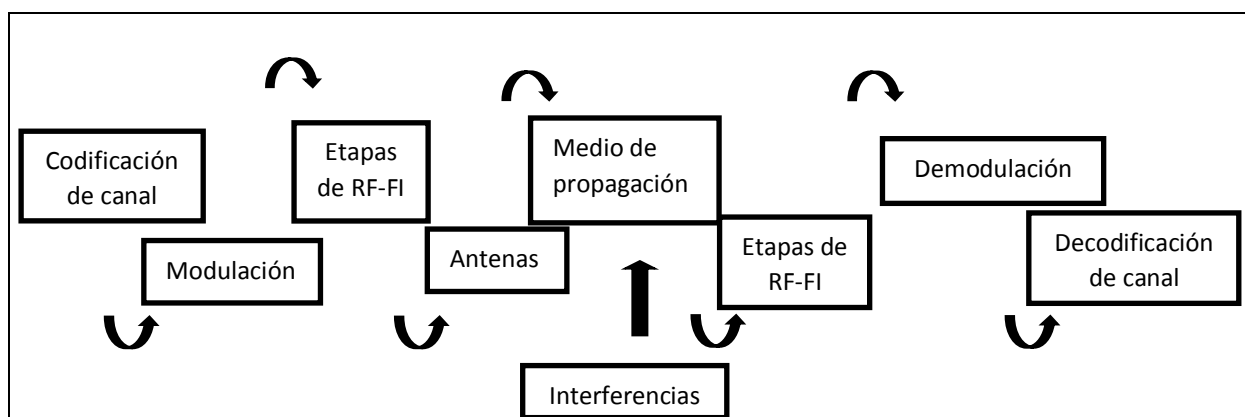 Codificación
de canal
Modulación
Etapas
de RF-FI
Antenas
Medio de
propagación
Interferencias
Etapas de
RF-FI
Demodulación
Decodificación
de canal